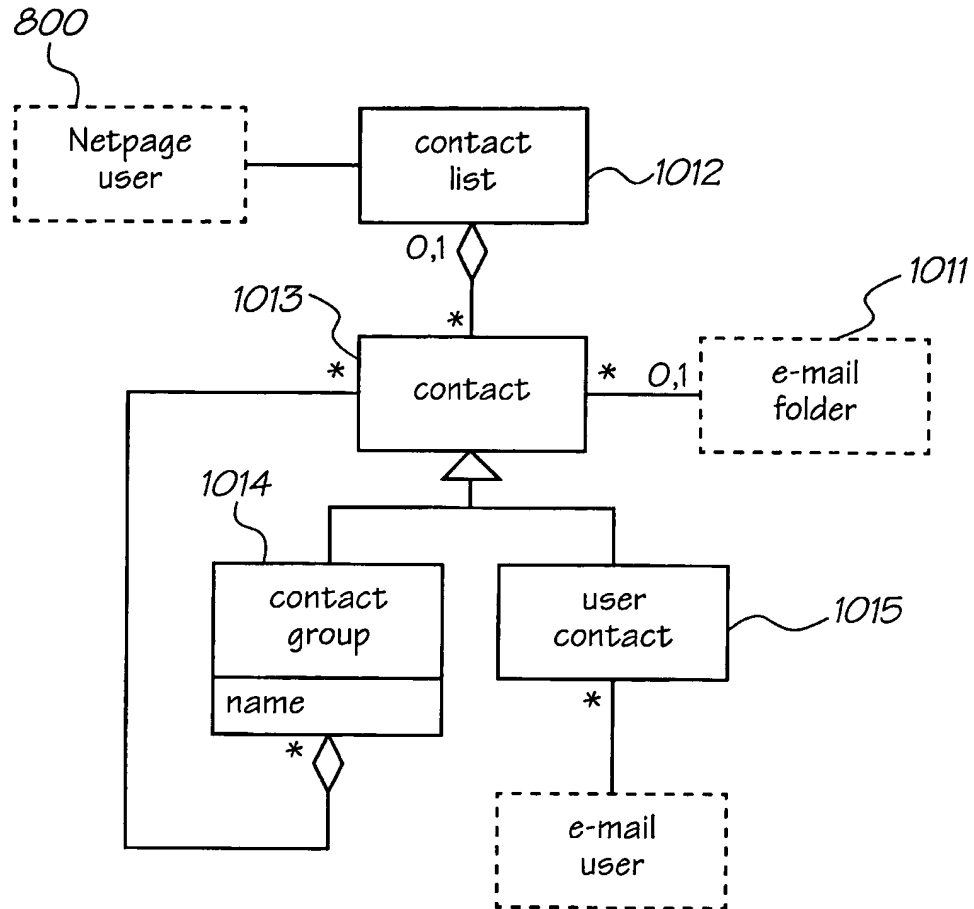 800
Netpage
user
contact
list
1012
0,1
*
1013
1011
*
contact
*
0,1
e-mail
folder
1014
contact
group
name
*
user
contact
1015
*
e-mail
user